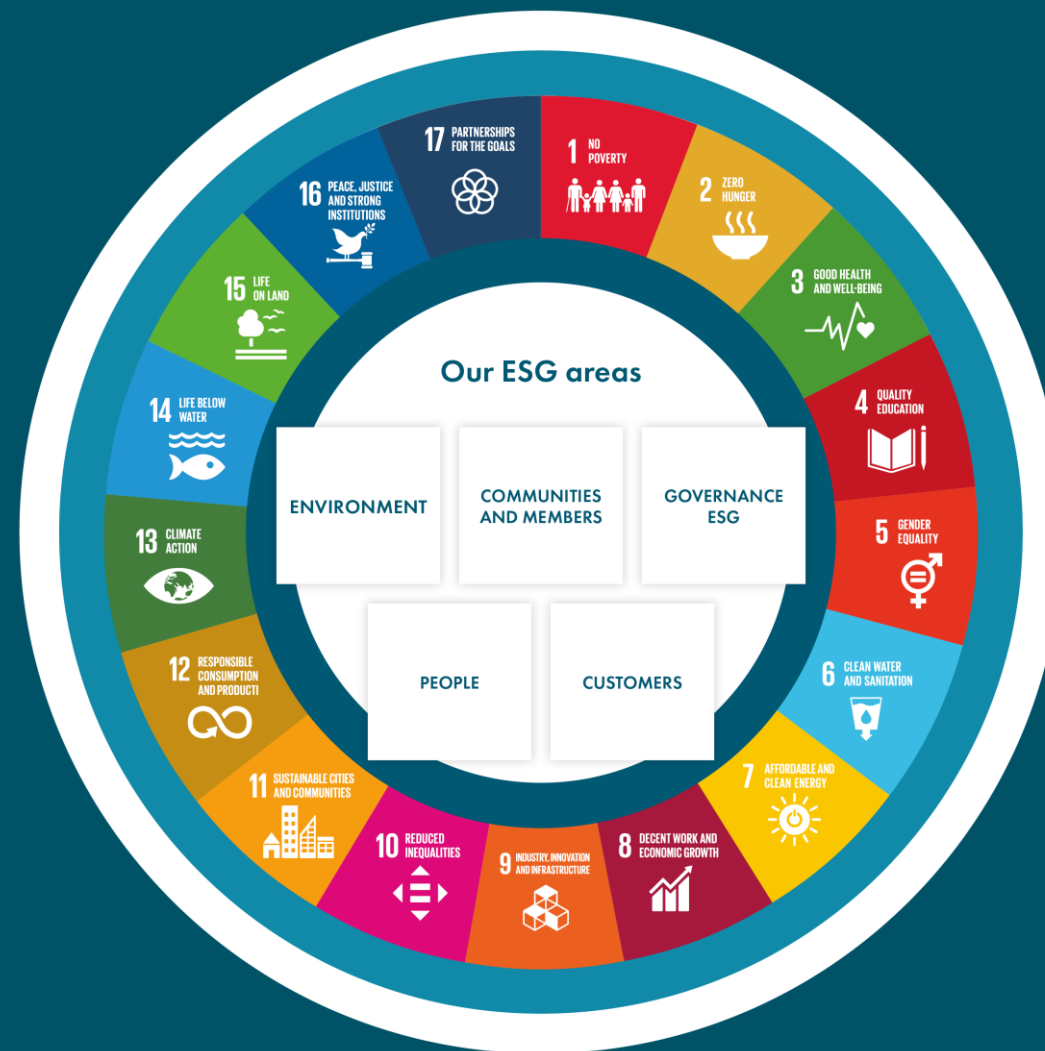 17 PARTNERSHIPS
FOR THE GOALS
1 NO
POVERTY
2 ZERO
HUNGER
3 GOOD HEALTH
AND WELL-BEING
4 QUALITY
EDUCATION
5 GENDER
EQUALITY
6 CLEAN WATER
AND SANITATION
7 AFFORDABLE AND
CLEAN ENERGY
8 DECENT WORK AND
ECONOMIC GROWTH
9 INDUSTRY, INNOVATION
AND INFRASTRUCTURE
10 REDUCED
INEQUALITIES
11 SUSTAINABLE CITIES
AND COMMUNITIES
12 RESPONSIBLE
CONSUMPTION
AND PRODUCTI
13 CLIMATE
ACTION
14 LIFE BELOW
WATER
15 LIFE
ON LAND
16 PEACE, JUSTICE
AND STRONG
INSTITUTIONS
Our ESG areas
ENVIRONMENT
COMMUNITIES
AND MEMBERS
GOVERNANCE
ESG
PEOPLE
CUSTOMERS